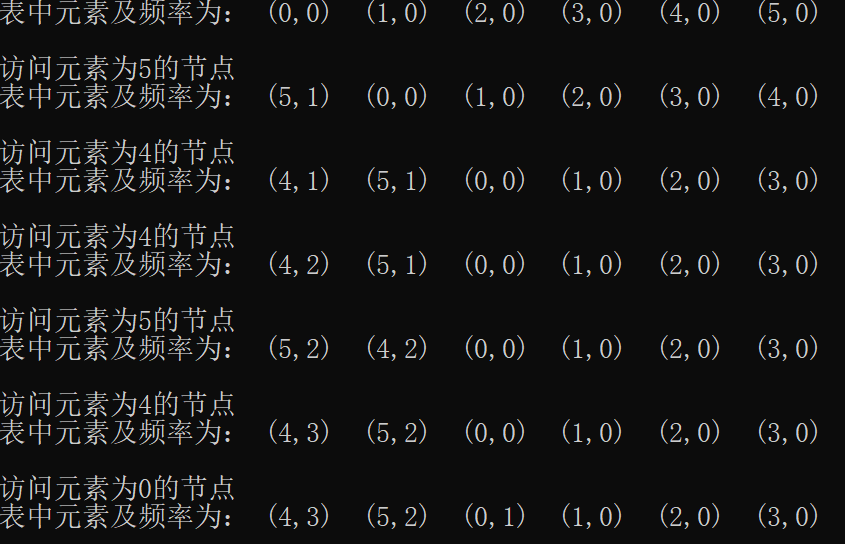 表中元素及频率为： (0,0) (1,0) (2,0) (3,0) (4,0) (5,0)
访问元素为5的节点
表中元素及频率为： (5,1) (0,0) (1,0) (2,0) (3,0) (4,0)
访问元素为4的节点
表中元素及频率为： (4,1) (5,1) (0,0) (1,0) (2,0) (3,0)
访问元素为4的节点
表中元素及频率为： (4,2) (5,1) (0,0) (1,0) (2,0) (3,0)
访问元素为5的节点
表中元素及频率为： (5,2) (4,2) (0,0) (1,0) (2,0) (3,0)
访问元素为4的节点
表中元素及频率为： (4,3) (5,2) (0,0) (1,0) (2,0) (3,0)
访问元素为0的节点
表中元素及频率为： (4,3) (5,2) (0,1) (1,0) (2,0) (3,0)